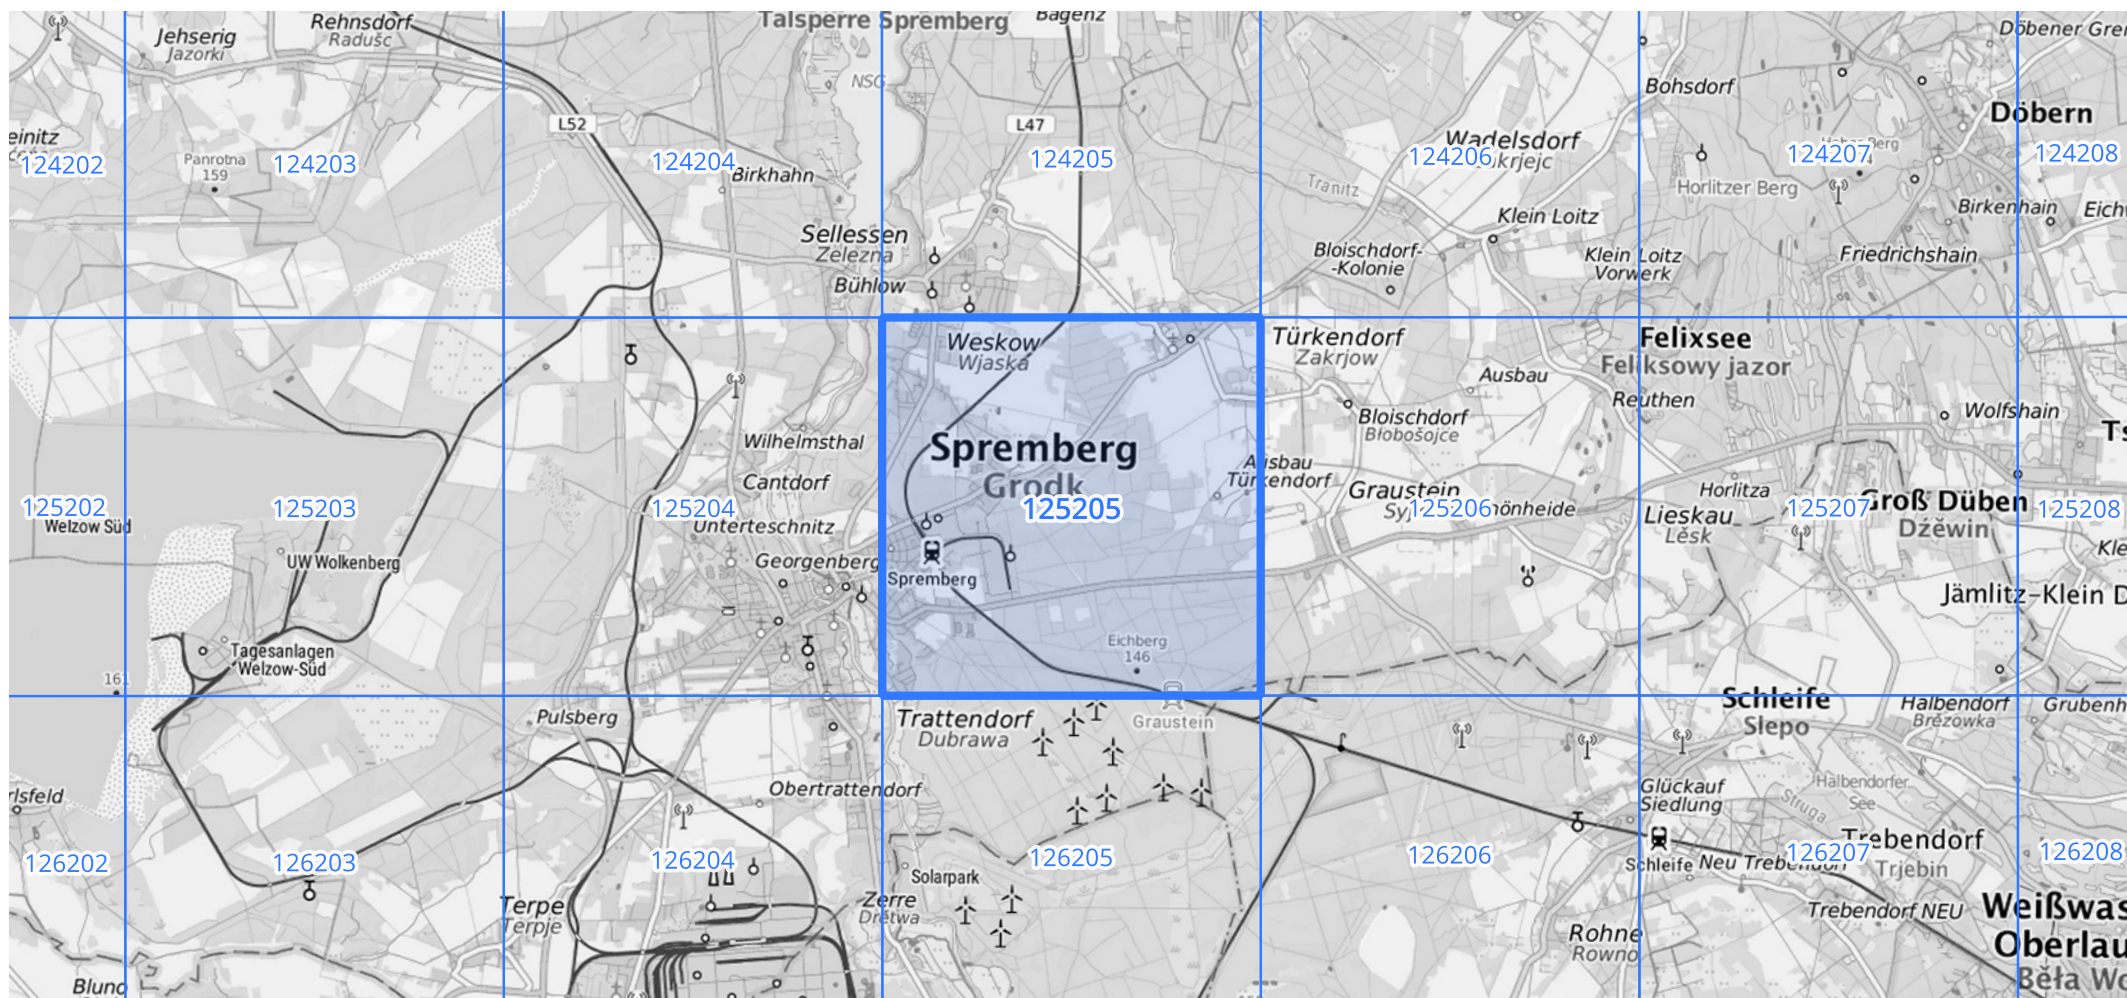 Rehnsdorf
Radušc
Jehserig
Jazorki
Talsperre Spremberg
Bagenz
Döbener
NSG
Bohsdorf
L52
L47
Döbern
einitz
124202
Panrotna
159
124203
124204
Birkhahn
124205
Wadelsdorf
124206
124207
124208
Tranitz
Horlitzer Berg
Klein Loitz
Birkenhain
Sellessen
Zelezna
Bühlow
Bloischdorf-
-Kolonie
Klein Loitz
Vorwerk
Friedrichshain
Weskow
Wjaska
Türkendorf
Zakrjow
Felixsee
Feliksowy jazor
Ausbau
Reuthen
Wolfshain
Bloischdorf
Błobošojce
Wilhelmsthal
Spremberg
Grodk
Ausbau
Türkendorf
Cantdorf
Graustein
Horlitza
125202
Welzow Süd
125203
125204
Unterteschnitz
125205
125206
Lieskau
Lěsk
125207
Groß Düben
Dźěwin
125208
UW Wolkenberg
Georgenberg
Spremberg
Jämlitz-Klein D
Tagesanlagen
Welzow-Süd
161
Eichberg
146
Pulsberg
Trattendorf
Dubrawa
Graustein
Schleife
Slepo
Halbendorf
Brězowka
Grubenh
rlsfeld
Obertrattendorf
Glückauf
Siedlung
Halbendorfer
See
Struga
126202
126203
126204
126205
126206
Schleife
Neu Trebendorf
126207
Trebendorf
Trjebin
126208
Solarpark
Terpe
Terpje
Zerre
Drětwa
Trebendorf NEU
Weißwas
Oberlau
Běła Wo
Rohne
Rowno
Bluno